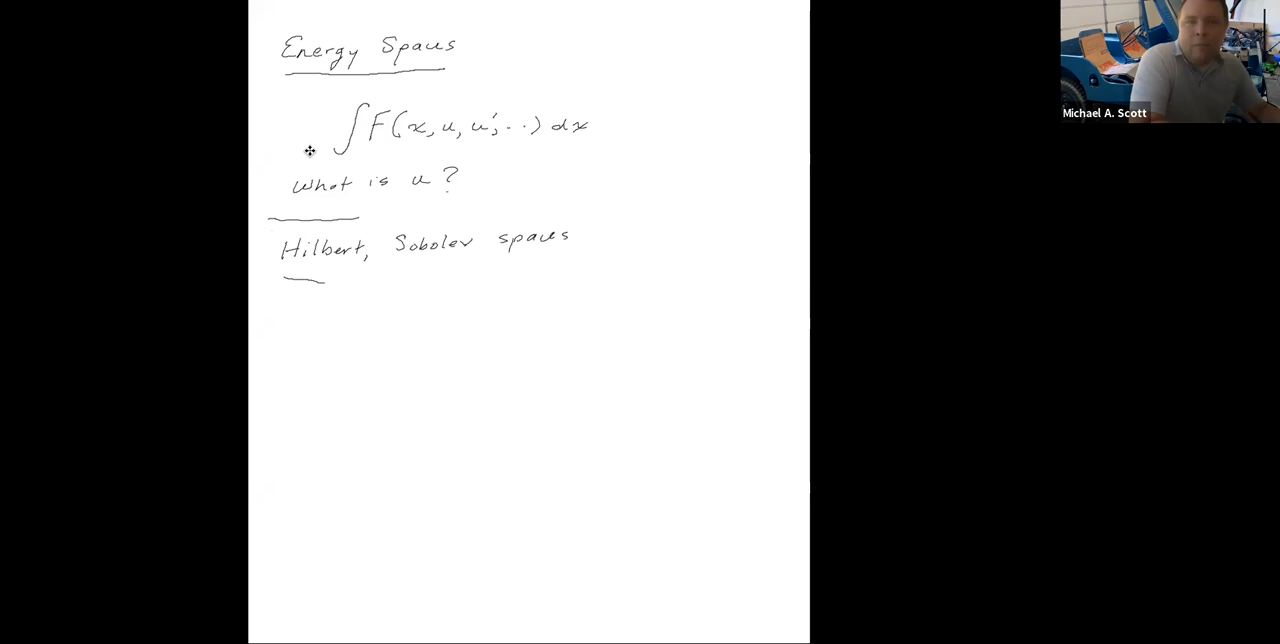 Energy Spaces
∫ F(x, u, u', ...) dx
What is u?
Hilbert, Sobolev spaces
Michael A. Scott